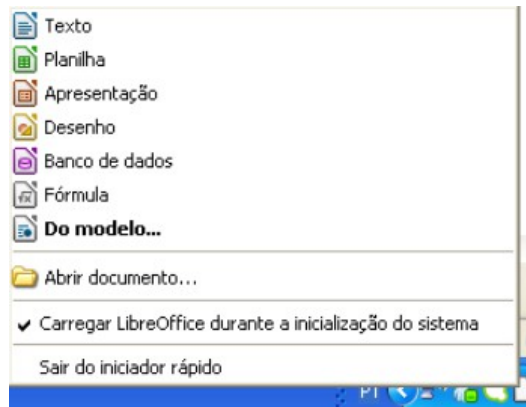 Texto
Planilha
Apresentação
Desenho
Banco de dados
Fórmula
Do modelo...
Abrir documento...
Carregar LibreOffice durante a inicialização do sistema
Sair do iniciador rápido
PT